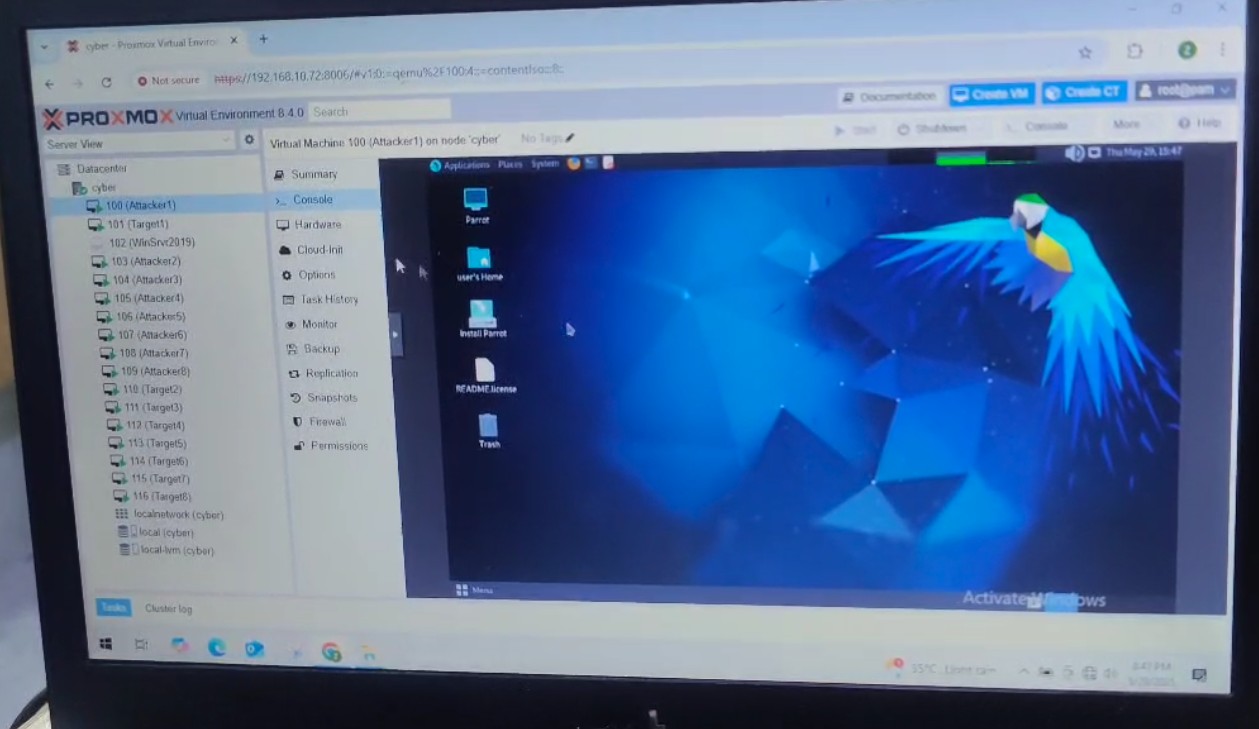 cyber - Proxmox Virtual Enviro
Not secure https://192.168.10.72:8006/#v1:0:=qemu%2F100:4:
PROXMOX Virtual Environment 8.4.0 Search
Documentation Create VM Create CT root@pam
Server View
Virtual Machine 100 (Attacker1) on node 'cyber' No Tags
Start Shutdown Console More Help
Datacenter
cyber
100 (Attacker1)
101 (Target1)
102 (WinSrvr2019)
103 (Attacker2)
104 (Attacker3)
105 (Attacker4)
106 (Attacker5)
107 (Attacker6)
108 (Attacker7)
109 (Attacker8)
110 (Target2)
111 (Target3)
112 (Target4)
113 (Target5)
114 (Target6)
115 (Target7)
116 (Target8)
localnetwork (cyber)
local (cyber)
local-lvm (cyber)
Summary
Console
Hardware
Cloud-Init
Options
Task History
Monitor
Backup
Replication
Snapshots
Firewall
Permissions
Applications Places System
Thu May 29, 15:47
Parrot
user's Home
Install Parrot
README.license
Trash
Menu
Activate Windows
Tasks Cluster log
35°C Light rain